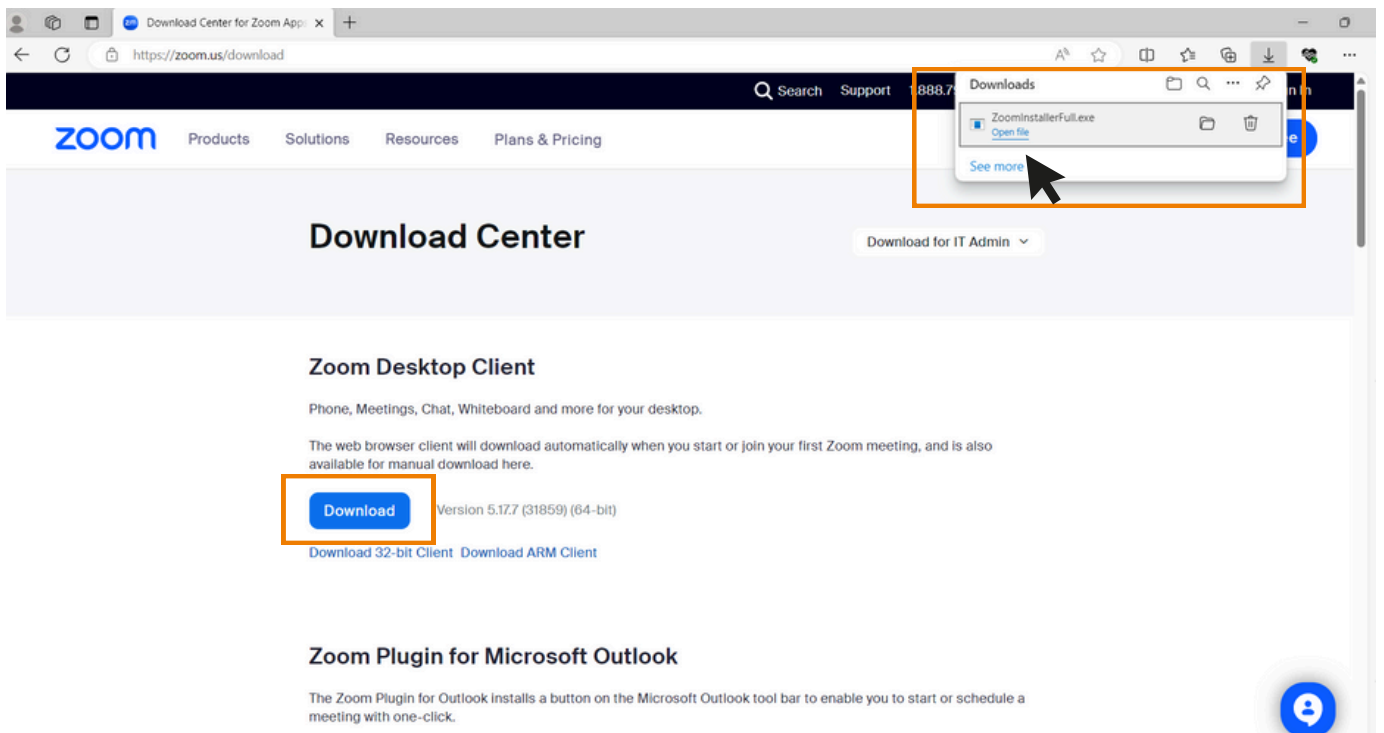 Download Center for Zoom App
https://zoom.us/download
Search Support 1.888.79
n In
zoom Products Solutions Resources Plans & Pricing
e
Downloads
ZoomInstallerFull.exe
Open file
See more
Download Center
Download for IT Admin
Zoom Desktop Client
Phone, Meetings, Chat, Whiteboard and more for your desktop.
The web browser client will download automatically when you start or join your first Zoom meeting, and is also
available for manual download here.
Download Version 5.17.7 (31859) (64-bit)
Download 32-bit Client Download ARM Client
Zoom Plugin for Microsoft Outlook
The Zoom Plugin for Outlook installs a button on the Microsoft Outlook tool bar to enable you to start or schedule a
meeting with one-click.